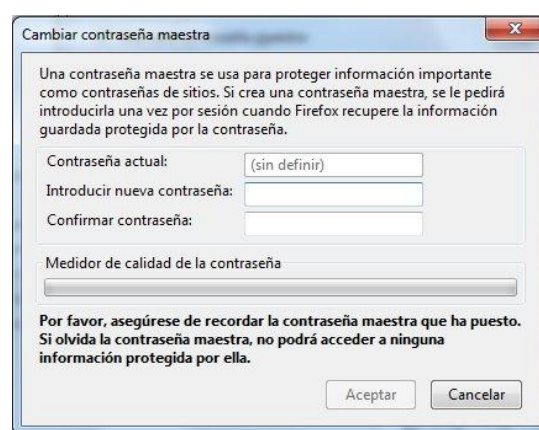 Cambiar contraseña maestra
Una contraseña maestra se usa para proteger información importante
como contraseñas de sitios. Si crea una contraseña maestra, se le pedirá
introducirla una vez por sesión cuando Firefox recupere la información
guardada protegida por la contraseña.
Contraseña actual: (sin definir)
Introducir nueva contraseña:
Confirmar contraseña:
Medidor de calidad de la contraseña
Por favor, asegúrese de recordar la contraseña maestra que ha puesto.
Si olvida la contraseña maestra, no podrá acceder a ninguna
información protegida por ella.
Aceptar Cancelar